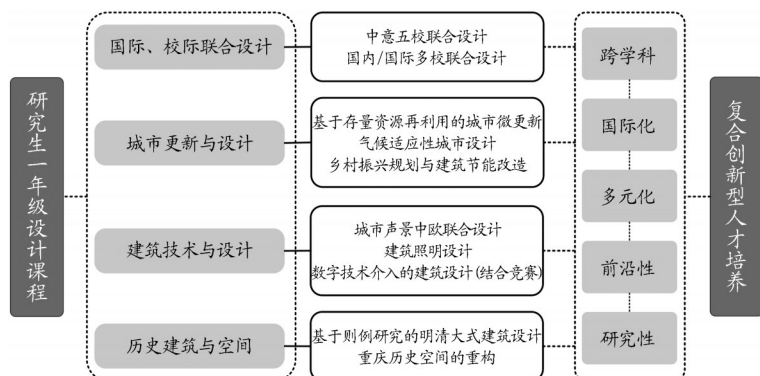 研究生一年级设计课程
国际、校际联合设计
中意五校联合设计
国内/国际多校联合设计
城市更新与设计
基于存量资源再利用的城市微更新
气候适应性城市设计
乡村振兴规划与建筑节能改造
建筑技术与设计
城市声景中欧联合设计
建筑照明设计
数字技术介入的建筑设计(结合竞赛)
历史建筑与空间
基于则例研究的明清大式建筑设计
重庆历史空间的重构
跨学科
国际化
多元化
前沿性
研究性
复合创新型人才培养